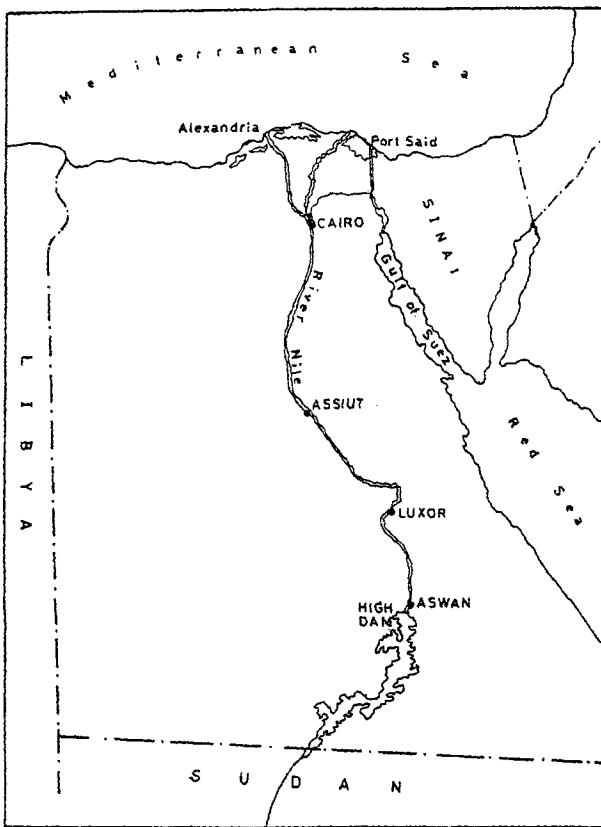 Mediterranean Sea
Alexandria
Port Said
CAIRO
SINAI
Gulf of Suez
River Nile
LIBYA
ASSIUT
Red Sea
LUXOR
ASWAN
HIGH
DAM
SUDAN